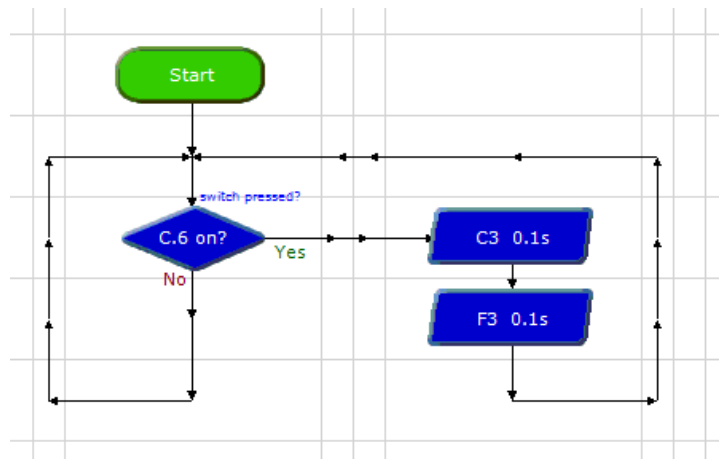 Start
switch pressed?
C.6 on?
Yes
No
C3 0.1s
F3 0.1s